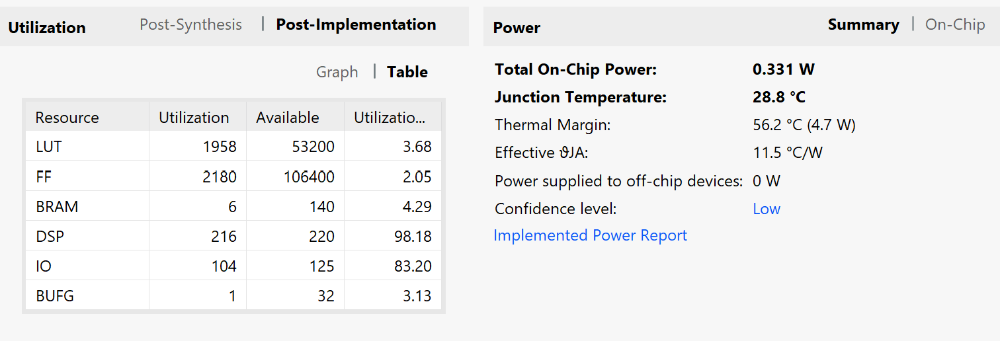 Utilization Post-Synthesis | Post-Implementation
Graph | Table
Resource Utilization Available Utilizatio...
LUT 1958 53200 3.68
FF 2180 106400 2.05
BRAM 6 140 4.29
DSP 216 220 98.18
IO 104 125 83.20
BUFG 1 32 3.13
Power Summary | On-Chip
Total On-Chip Power: 0.331 W
Junction Temperature: 28.8 °C
Thermal Margin: 56.2 °C (4.7 W)
Effective ϑJA: 11.5 °C/W
Power supplied to off-chip devices: 0 W
Confidence level: Low
Implemented Power Report